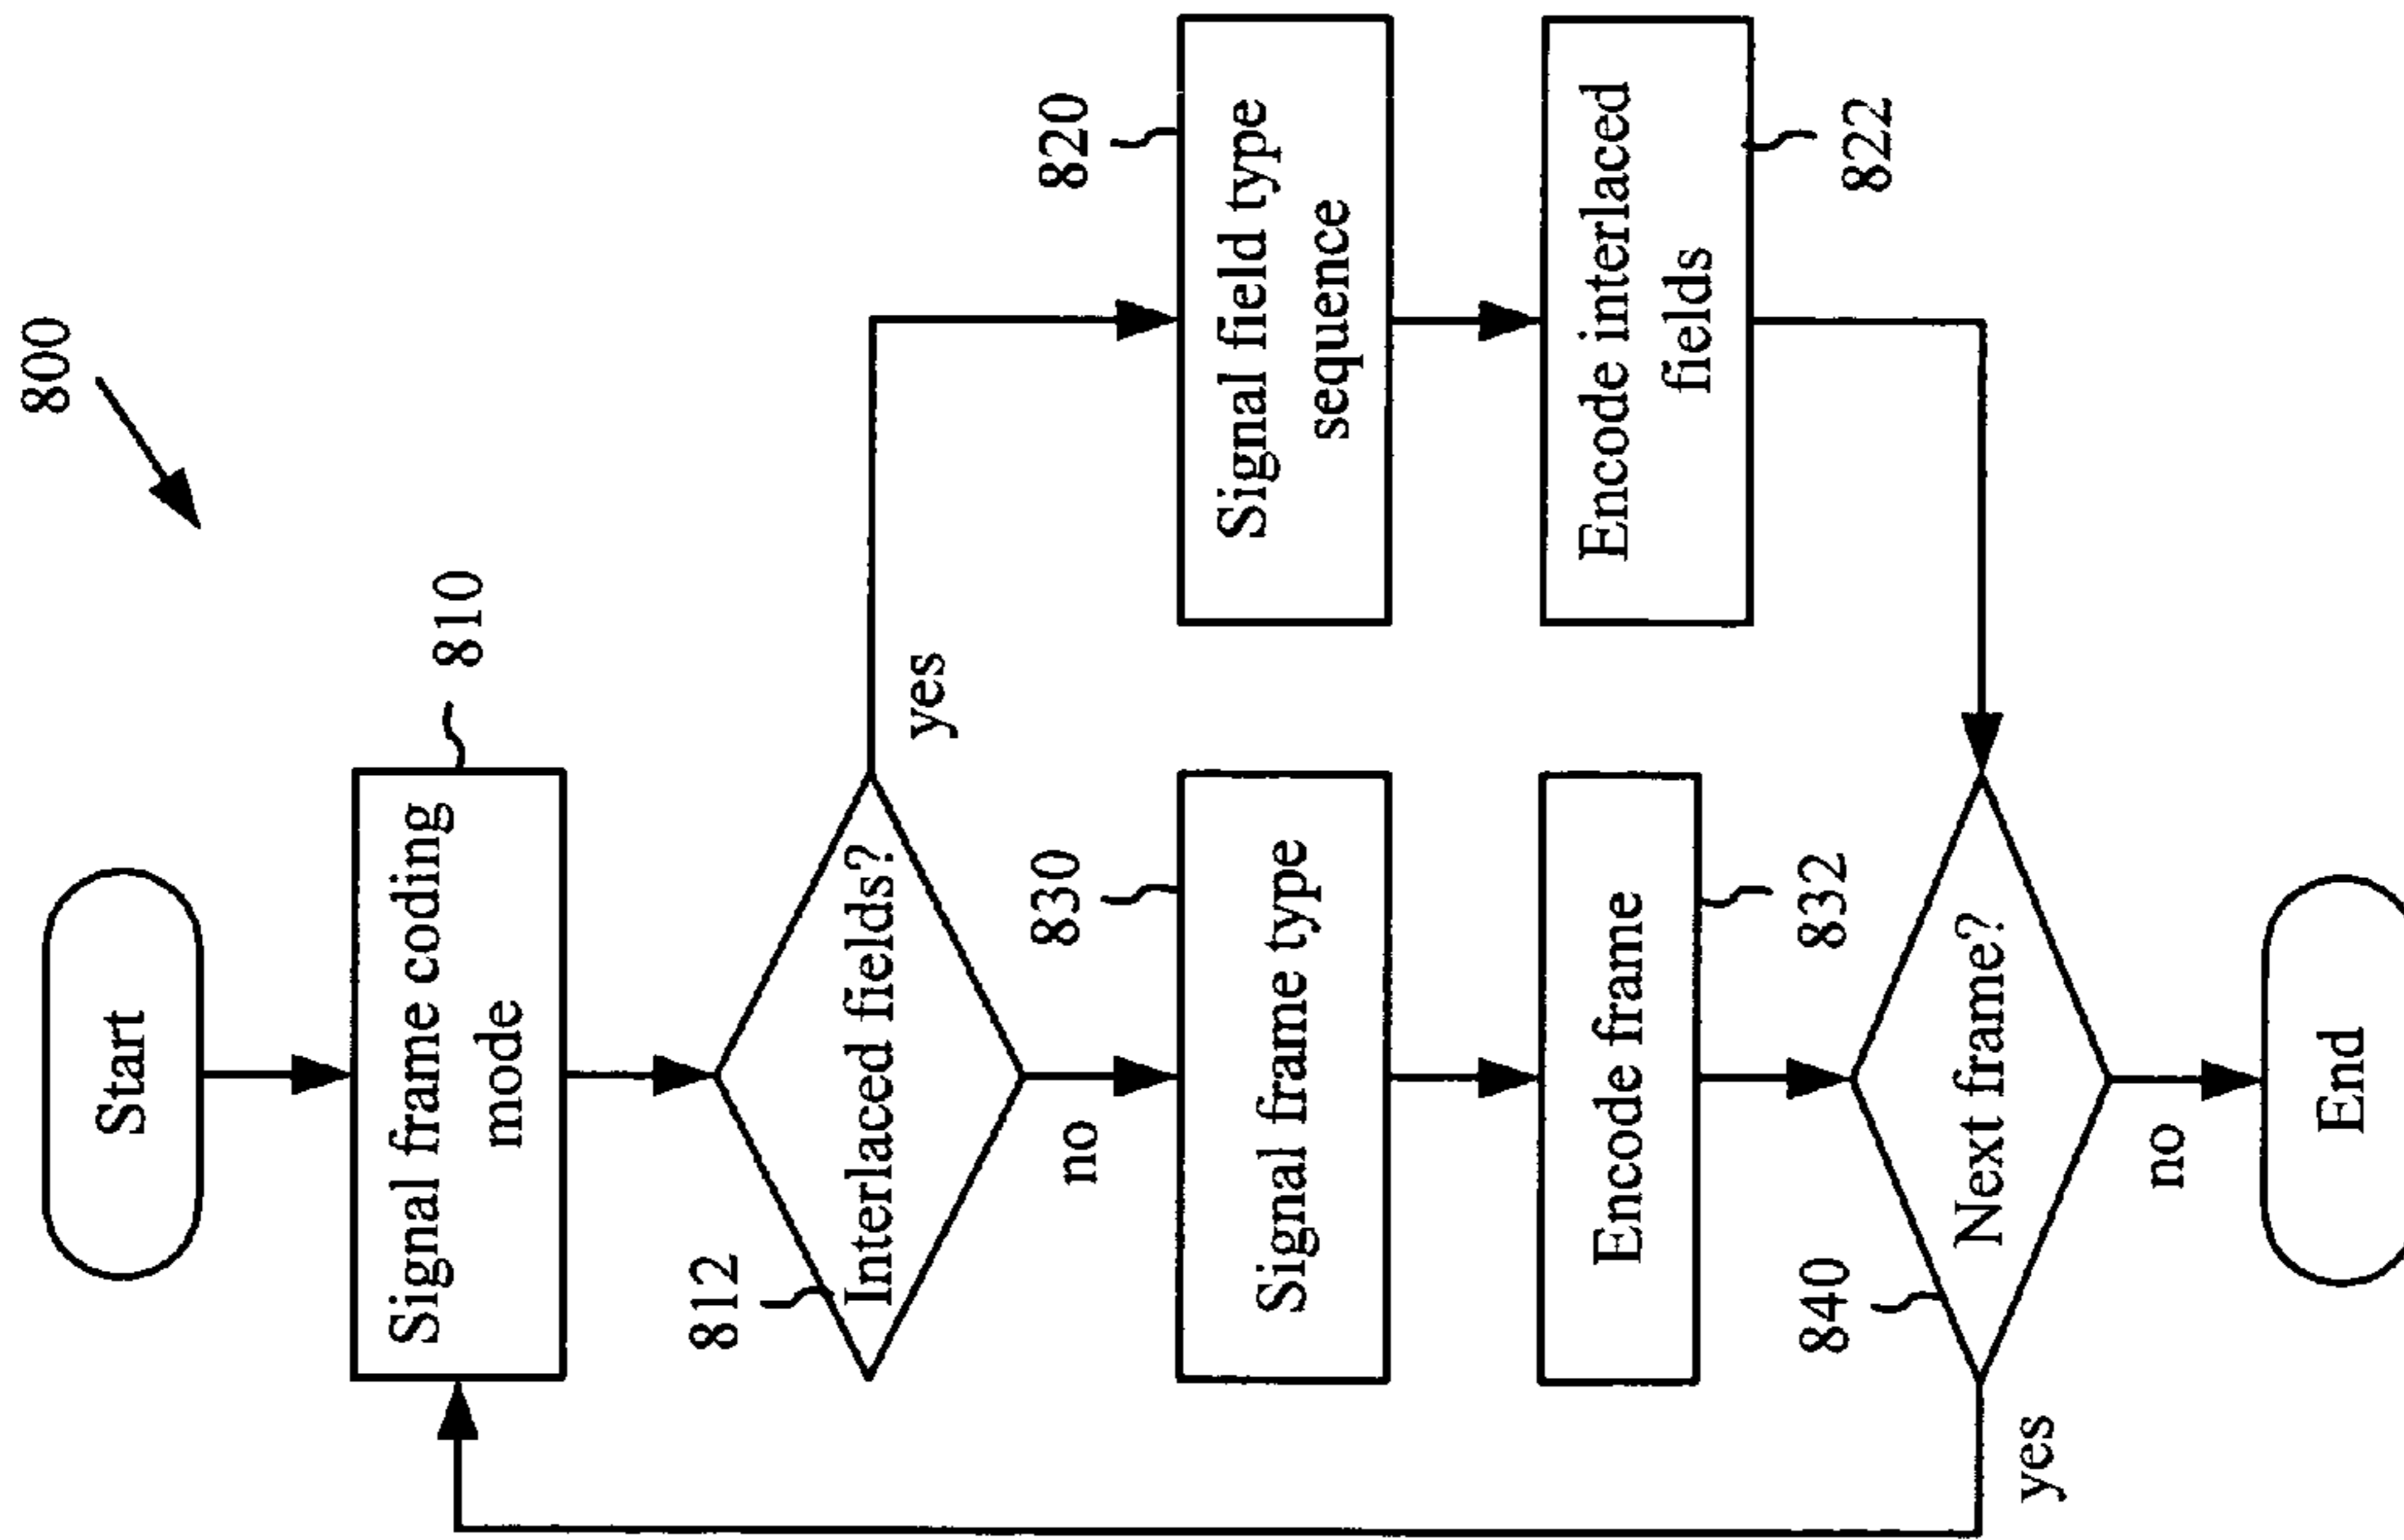 800
Start
Signal frame coding
mode
810
812
Interlaced fields?
yes
no
820
Signal field type
sequence
Encode interlaced
fields
822
830
Signal frame type
Encode frame
832
840
Next frame?
yes
no
End